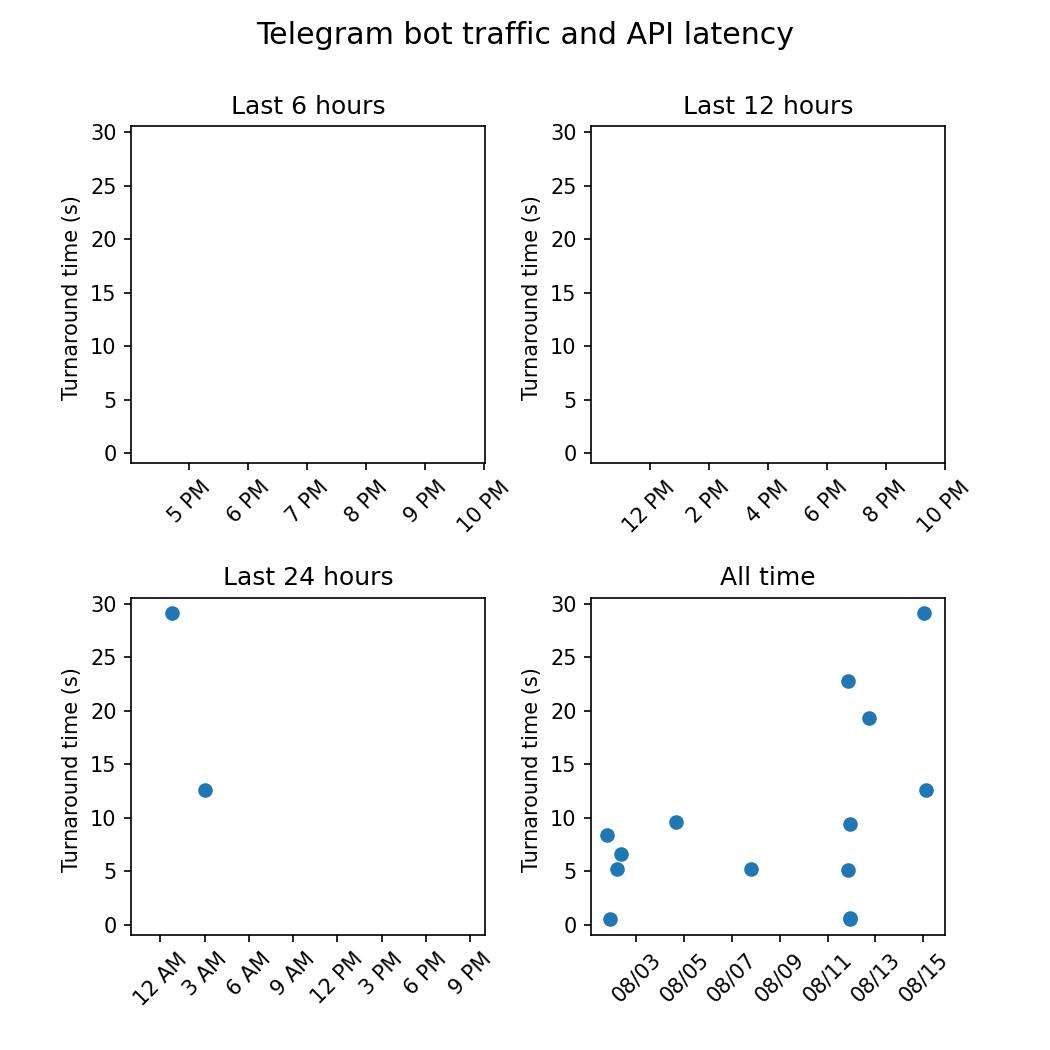 Telegram bot traffic and API latency
Last 6 hours
Turnaround time (s)
30
25
20
15
10
5
0
5 PM
6 PM
7 PM
8 PM
9 PM
10 PM
Last 12 hours
Turnaround time (s)
30
25
20
15
10
5
0
12 PM
2 PM
4 PM
6 PM
8 PM
10 PM
Last 24 hours
Turnaround time (s)
30
25
20
15
10
5
0
12 AM
3 AM
6 AM
9 AM
12 PM
3 PM
6 PM
9 PM
All time
Turnaround time (s)
30
25
20
15
10
5
0
08/03
08/05
08/07
08/09
08/11
08/13
08/15